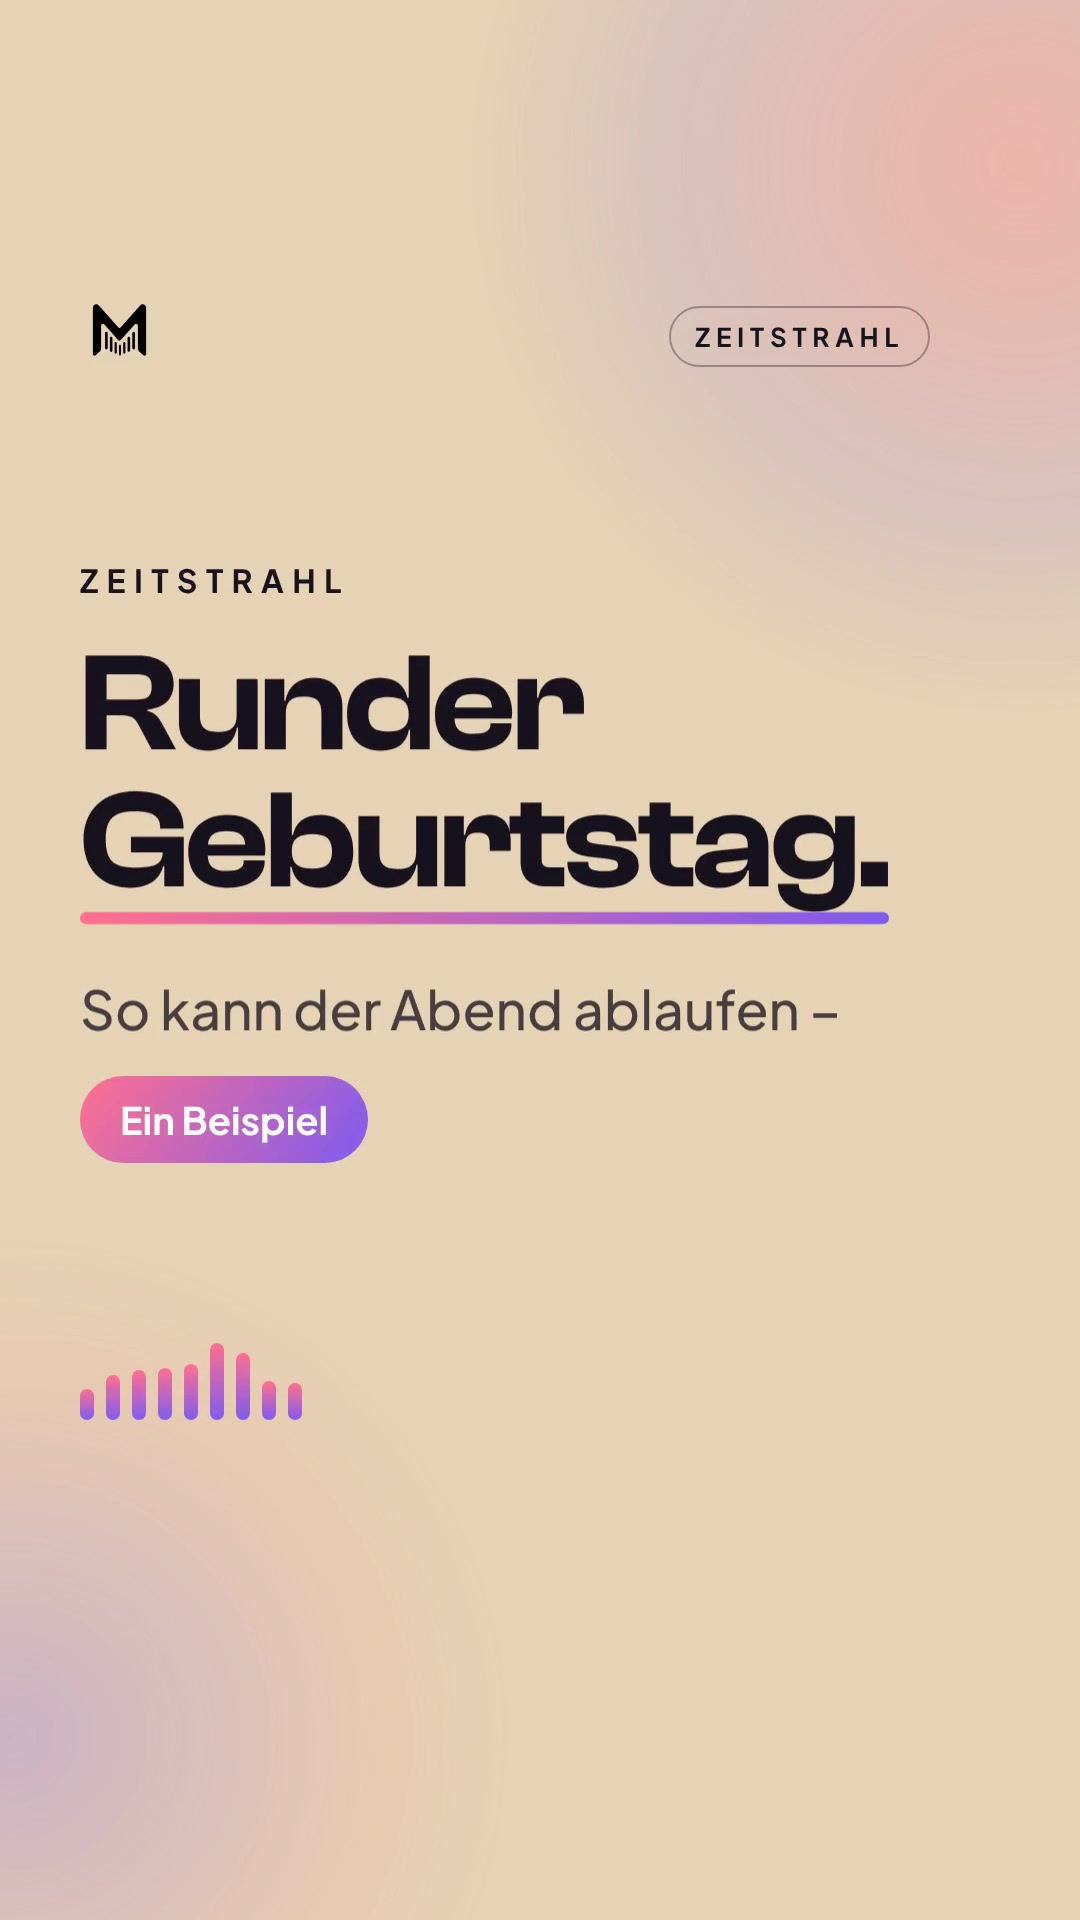 ZEITSTRAHL
ZEITSTRAHL
Runder
Geburtstag.
So kann der Abend ablaufen –
Ein Beispiel